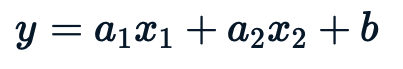 y = a₁x₁ + a₂x₂ + b